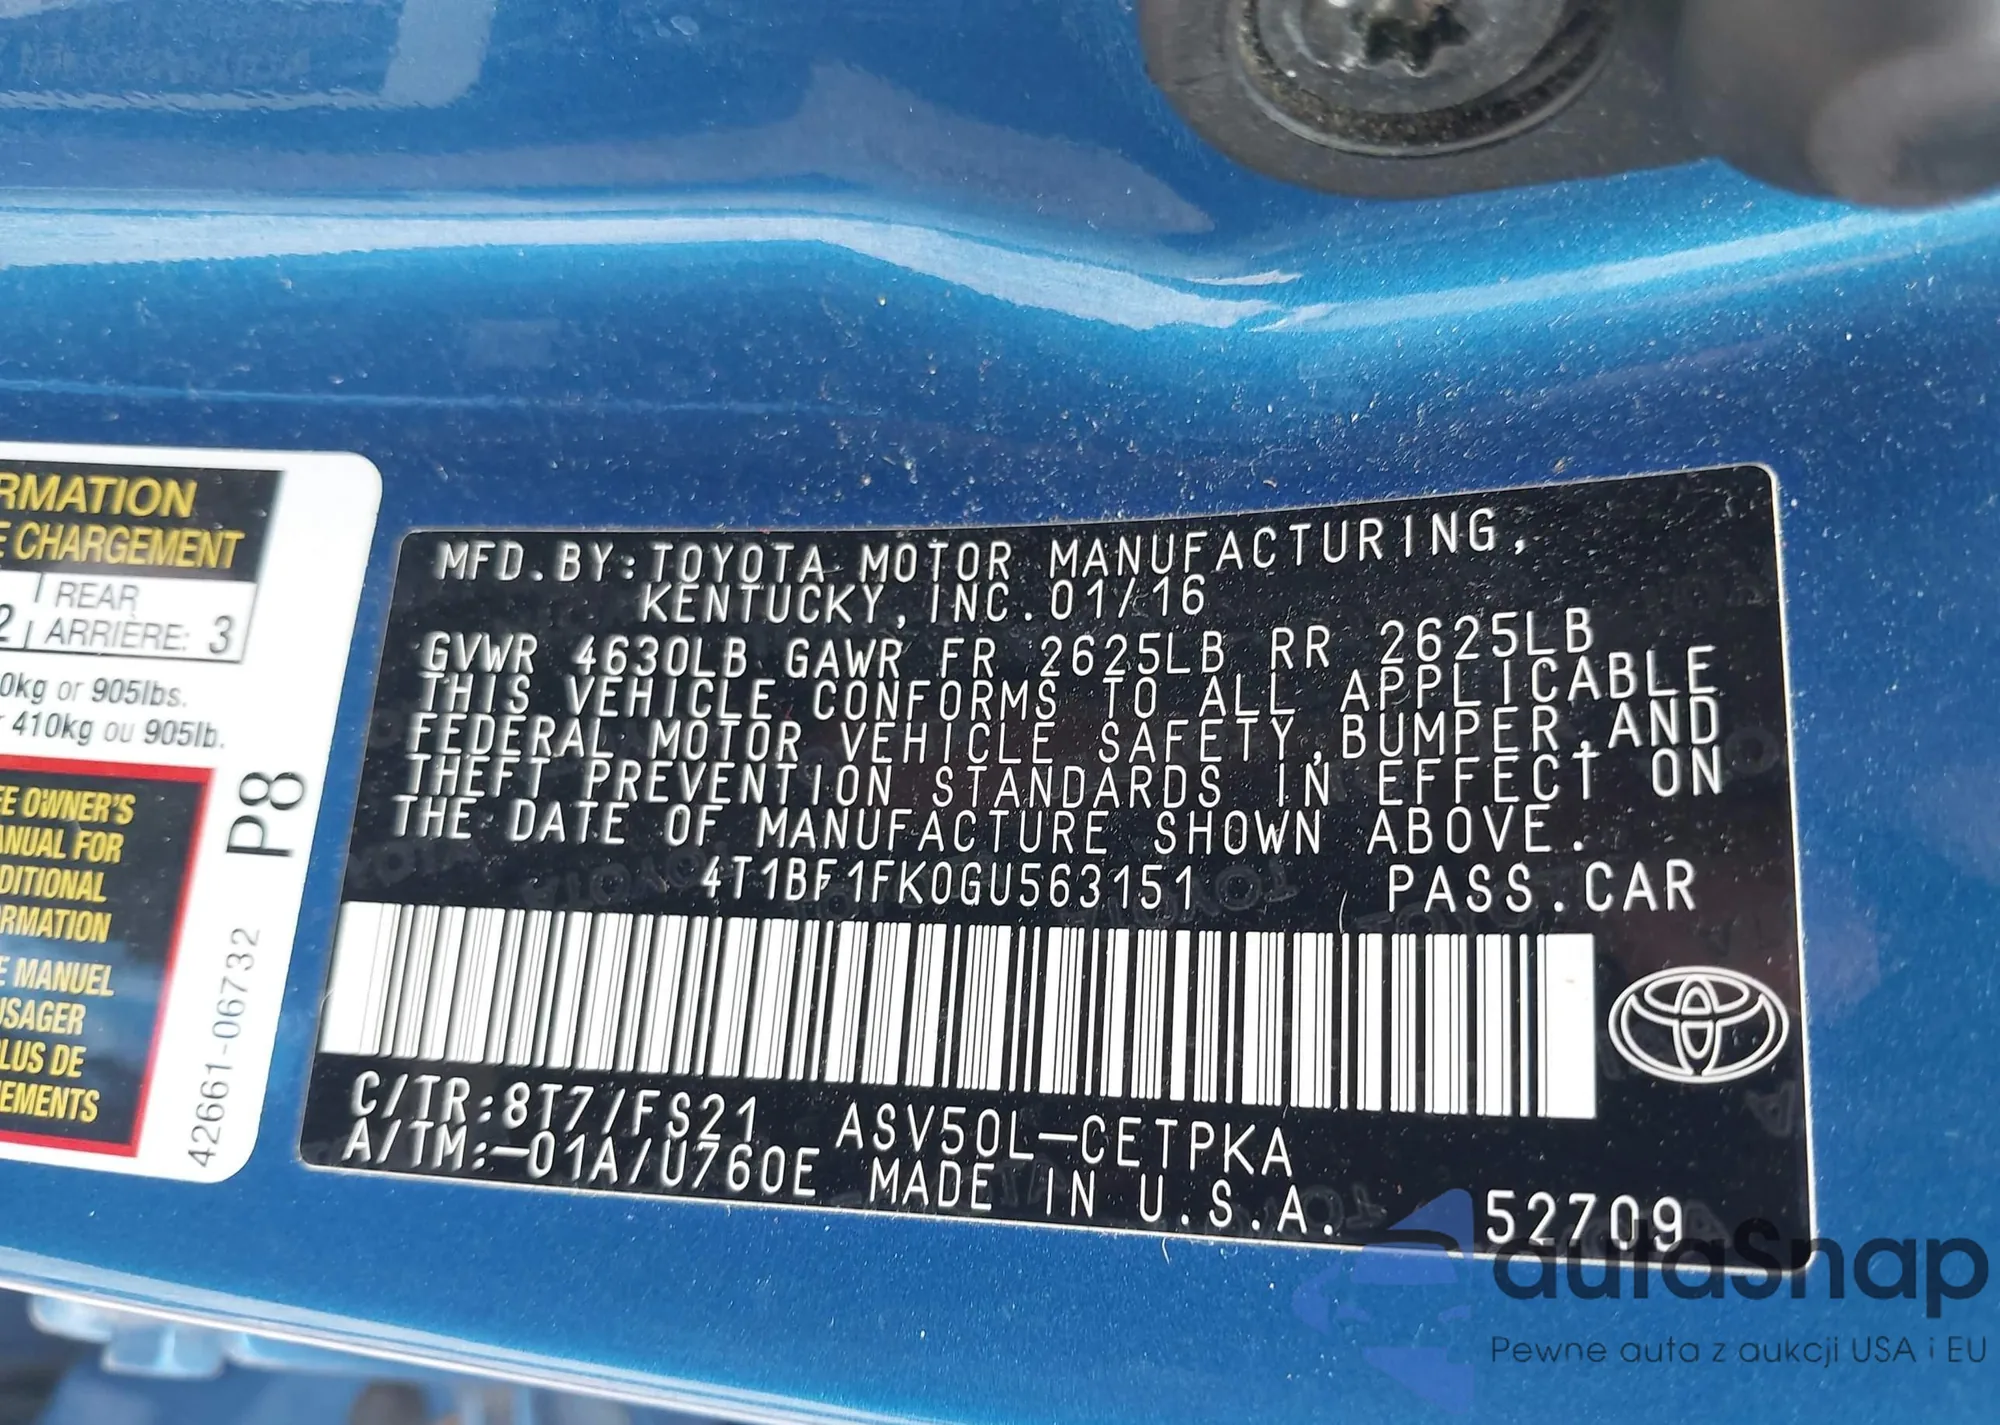 RMATION
E CHARGEMENT
REAR
2 ARRIÈRE: 3
0kg or 905lbs.
r 410kg ou 905lb.
EE OWNER'S
ANUAL FOR
DITIONAL
RMATION
E MANUEL
USAGER
PLUS DE
NEMENTS
P8
42661-06732
MFD.BY:TOYOTA MOTOR MANUFACTURING,
KENTUCKY, INC.01/16
GVWR 4630LB GAWR FR 2625LB RR 2625LB
THIS VEHICLE CONFORMS TO ALL APPLICABLE
FEDERAL MOTOR VEHICLE SAFETY,BUMPER,AND
THEFT PREVENTION STANDARDS IN EFFECT ON
THE DATE OF MANUFACTURE SHOWN ABOVE.
4T1BF1FK0GU563151 PASS.CAR
C/TR:8T7/FS21 ASV50L-CETPKA
A/TM:-01A/U760E MADE IN U.S.A. 52709
autaSnap
Pewne auta z aukcji USA i EU